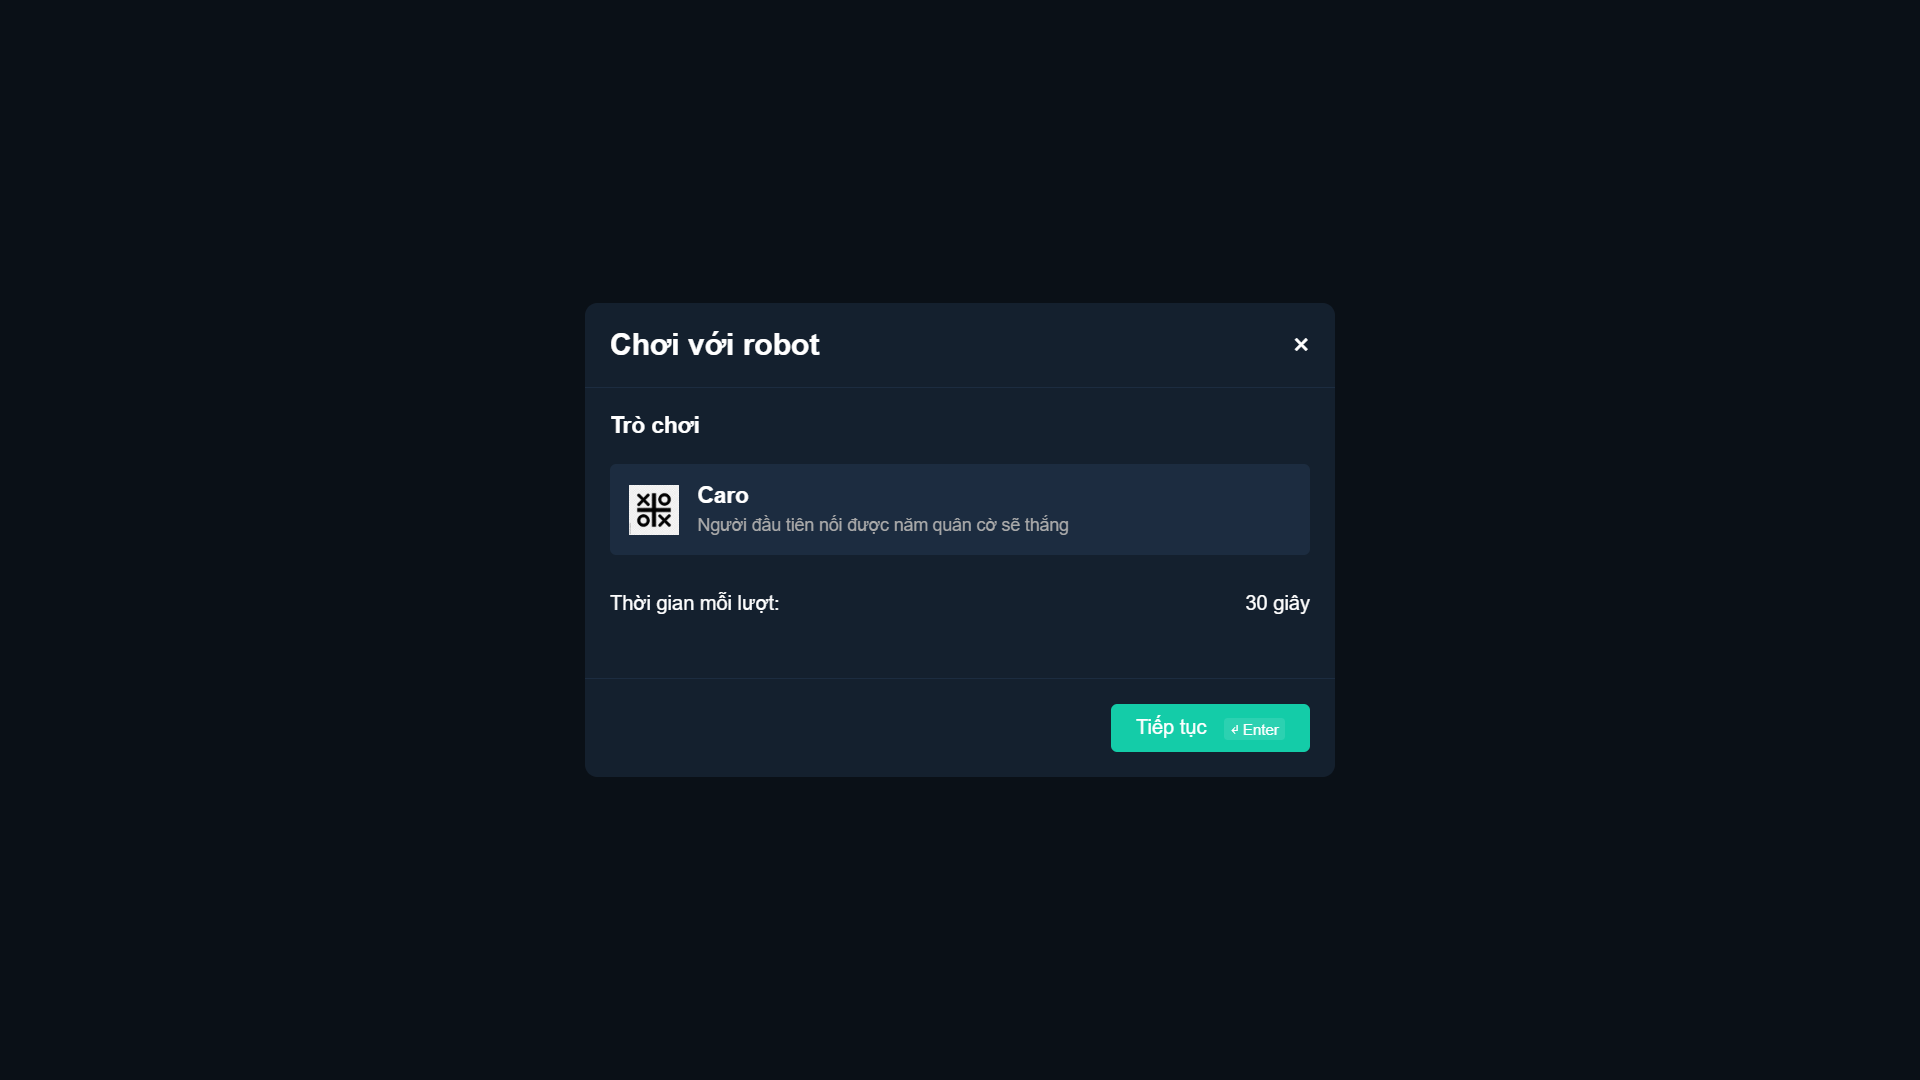 Chơi với robot
×
Trò chơi
Caro
Người đầu tiên nối được năm quân cờ sẽ thắng
Thời gian mỗi lượt: 30 giây
Tiếp tục ↲ Enter